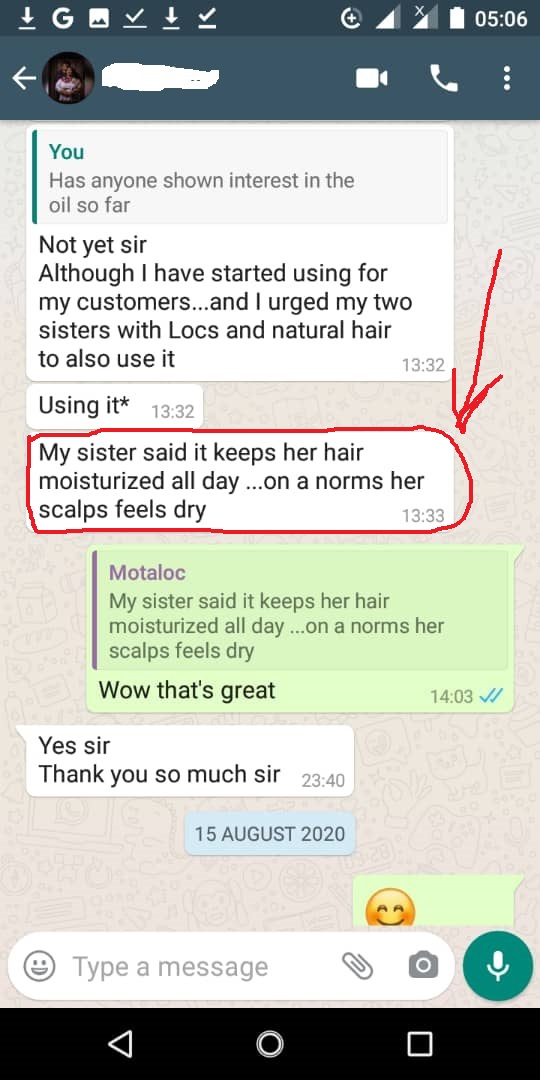 05:06
You
Has anyone shown interest in the
oil so far
Not yet sir
Although I have started using for
my customers...and I urged my two
sisters with Locs and natural hair
to also use it
13:32
Using it* 13:32
My sister said it keeps her hair
moisturized all day ...on a norms her
scalps feels dry
13:33
Motaloc
My sister said it keeps her hair
moisturized all day ...on a norms her
scalps feels dry
Wow that's great
14:03
Yes sir
Thank you so much sir 23:40
15 AUGUST 2020
Type a message